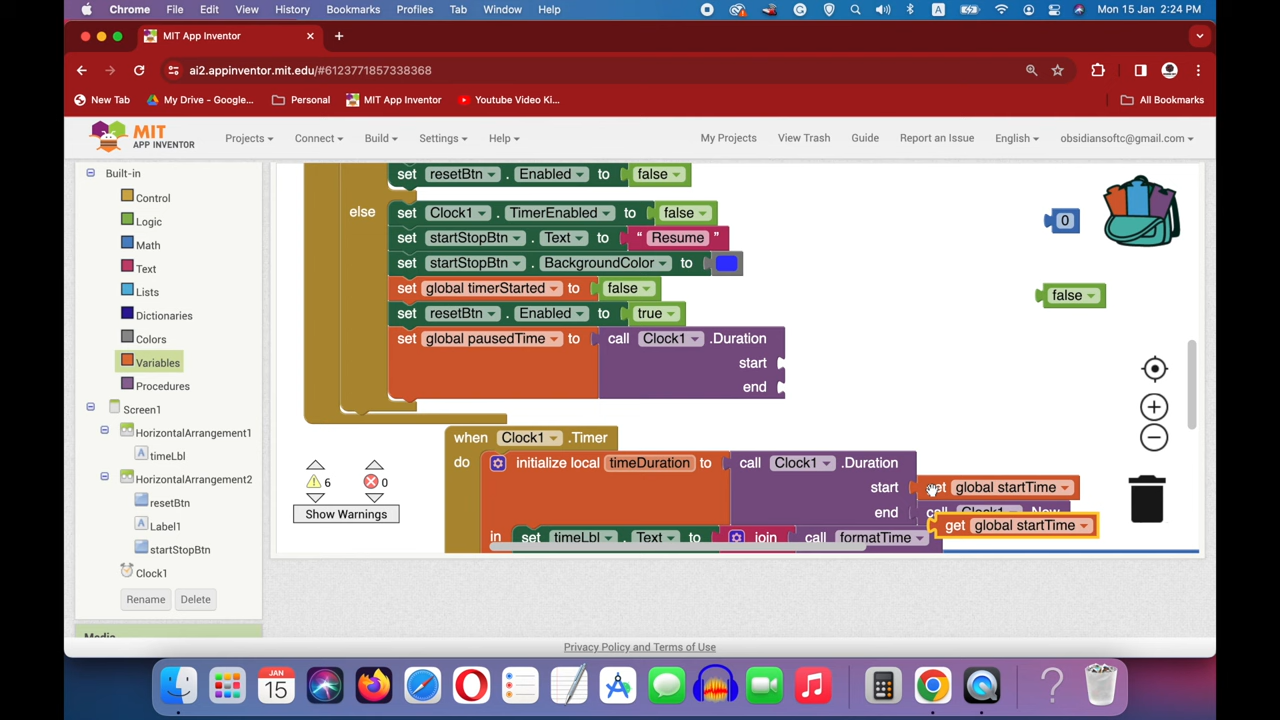 Chrome File Edit View History Bookmarks Profiles Tab Window Help A Mon 15 Jan 2:24 PM
MIT App Inventor
ai2.appinventor.mit.edu/#6123771857338368
New Tab My Drive - Google... Personal MIT App Inventor Youtube Video Ki... All Bookmarks
MIT APP INVENTOR Projects Connect Build Settings Help My Projects View Trash Guide Report an Issue English obsidiansoftc@gmail.com
Built-in
Control
Logic
Math
Text
Lists
Dictionaries
Colors
Variables
Procedures
Screen1
HorizontalArrangement1
timeLbl
HorizontalArrangement2
resetBtn
Label1
startStopBtn
Clock1
Rename Delete
set resetBtn . Enabled to false
else set Clock1 . TimerEnabled to false
set startStopBtn . Text to “ Resume ”
set startStopBtn . BackgroundColor to
set global timerStarted to false
set resetBtn . Enabled to true
set global pausedTime to call Clock1 .Duration
start
end
when Clock1 .Timer
do initialize local timeDuration to call Clock1 .Duration
start get global startTime
end call Clock1 .Now
get global startTime
in set timeLbl . Text to join call formatTime
0
false
6 0
Show Warnings
Privacy Policy and Terms of Use
JAN
15